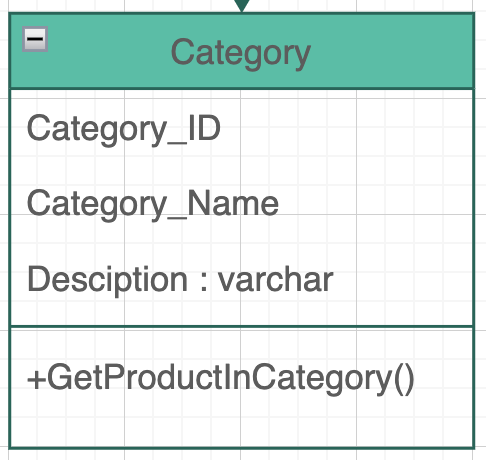 Category
Category_ID
Category_Name
Desciption : varchar
+GetProductInCategory()